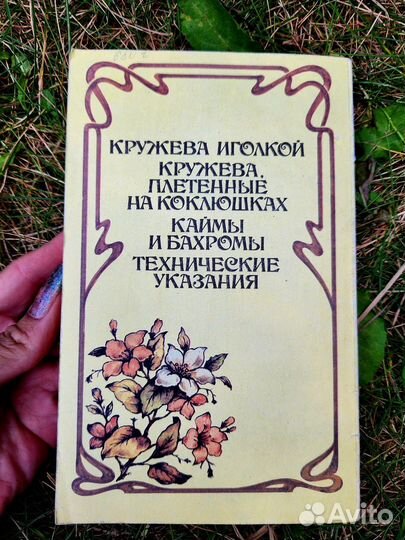 КРУЖЕВА ИГОЛКОЙ
КРУЖЕВА,
ПЛЕТЕННЫЕ
НА КОКЛЮШКАХ
КАЙМЫ
И БАХРОМЫ
ТЕХНИЧЕСКИЕ
УКАЗАНИЯ
Avito